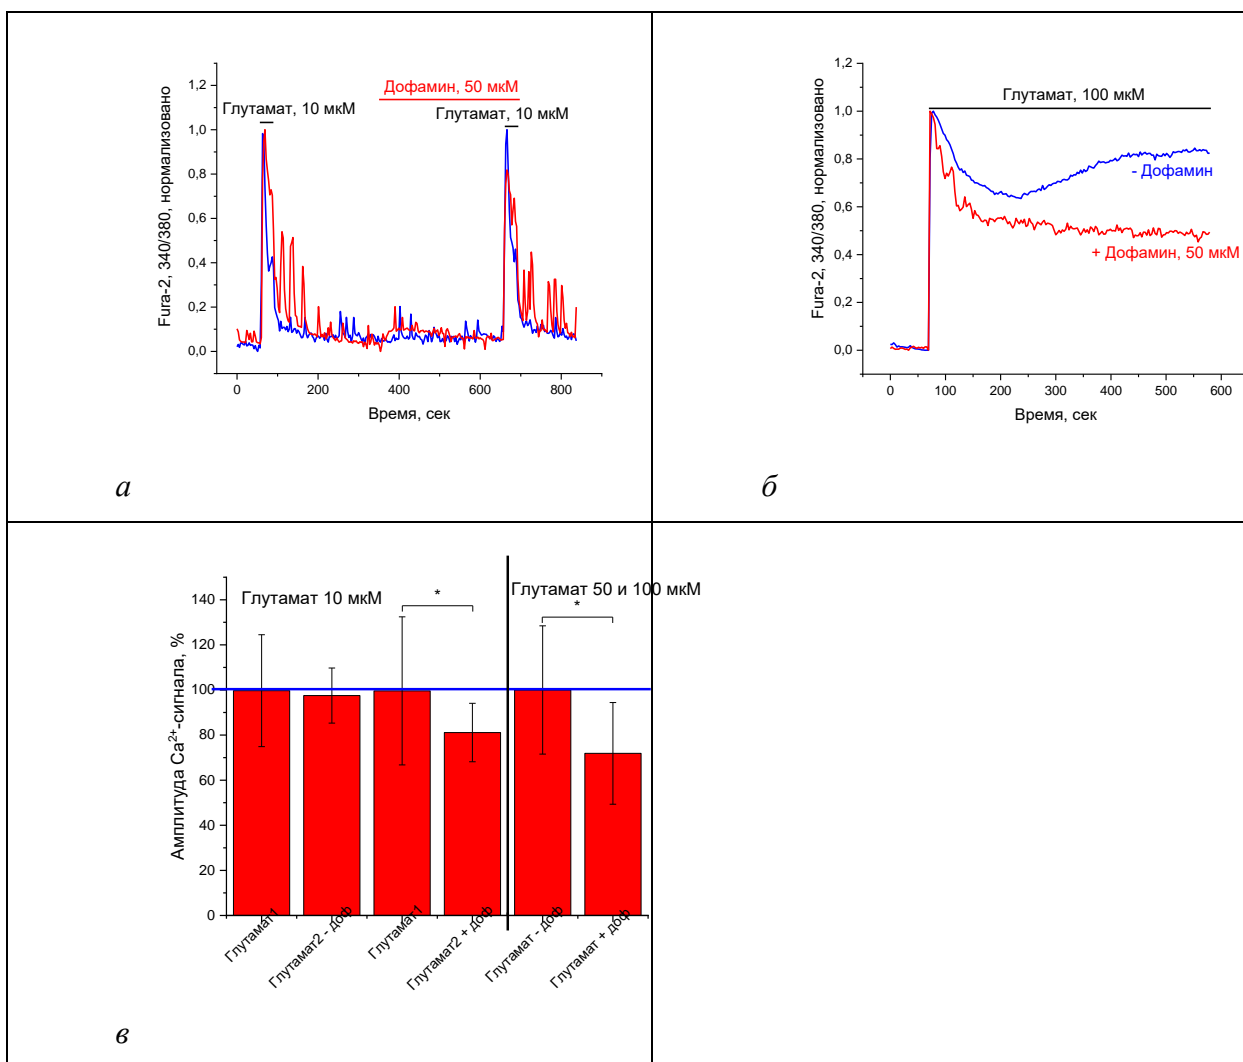 Дофамин, 50 мкМ
Глутамат, 10 мкМ
Глутамат, 10 мкМ
Fura-2, 340/380, нормализовано
1,2
1,0
0,8
0,6
0,4
0,2
0,0
0
200
400
600
800
Время, сек
а
Глутамат, 100 мкМ
- Дофамин
+ Дофамин, 50 мкМ
Fura-2, 340/380, нормализовано
1,2
1,0
0,8
0,6
0,4
0,2
0,0
0
100
200
300
400
500
600
Время, сек
б
Глутамат 10 мкМ
Глутамат 50 и 100 мкМ
*
*
Амплитуда Ca²⁺-сигнала, %
140
120
100
80
60
40
20
0
Глутамат1
Глутамат2 - доф
Глутамат1
Глутамат2 + доф
Глутамат - доф
Глутамат + доф
в